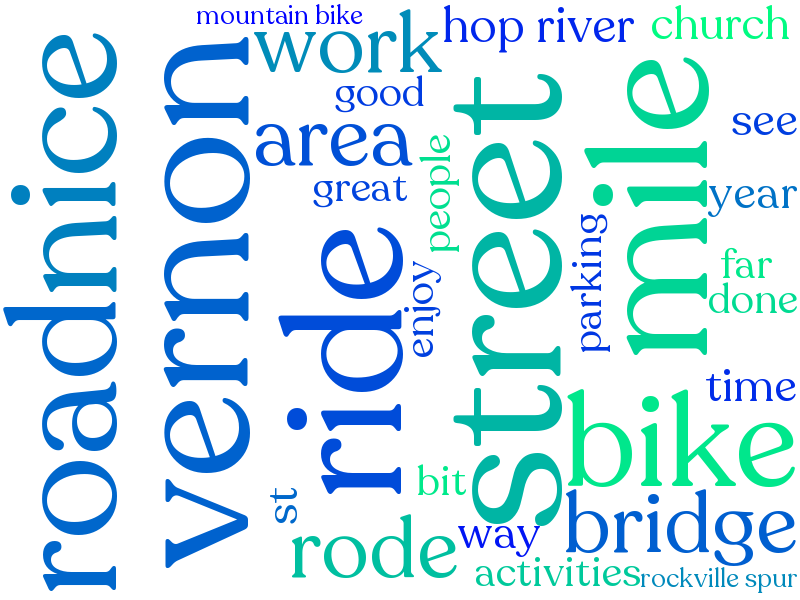 mountain bike
hop river
church
work
good
see
area
people
great
year
road
nice
vernon
street
mile
ride
enjoy
parking
far
done
time
bike
bit
st
bridge
rode
way
activities
rockville spur